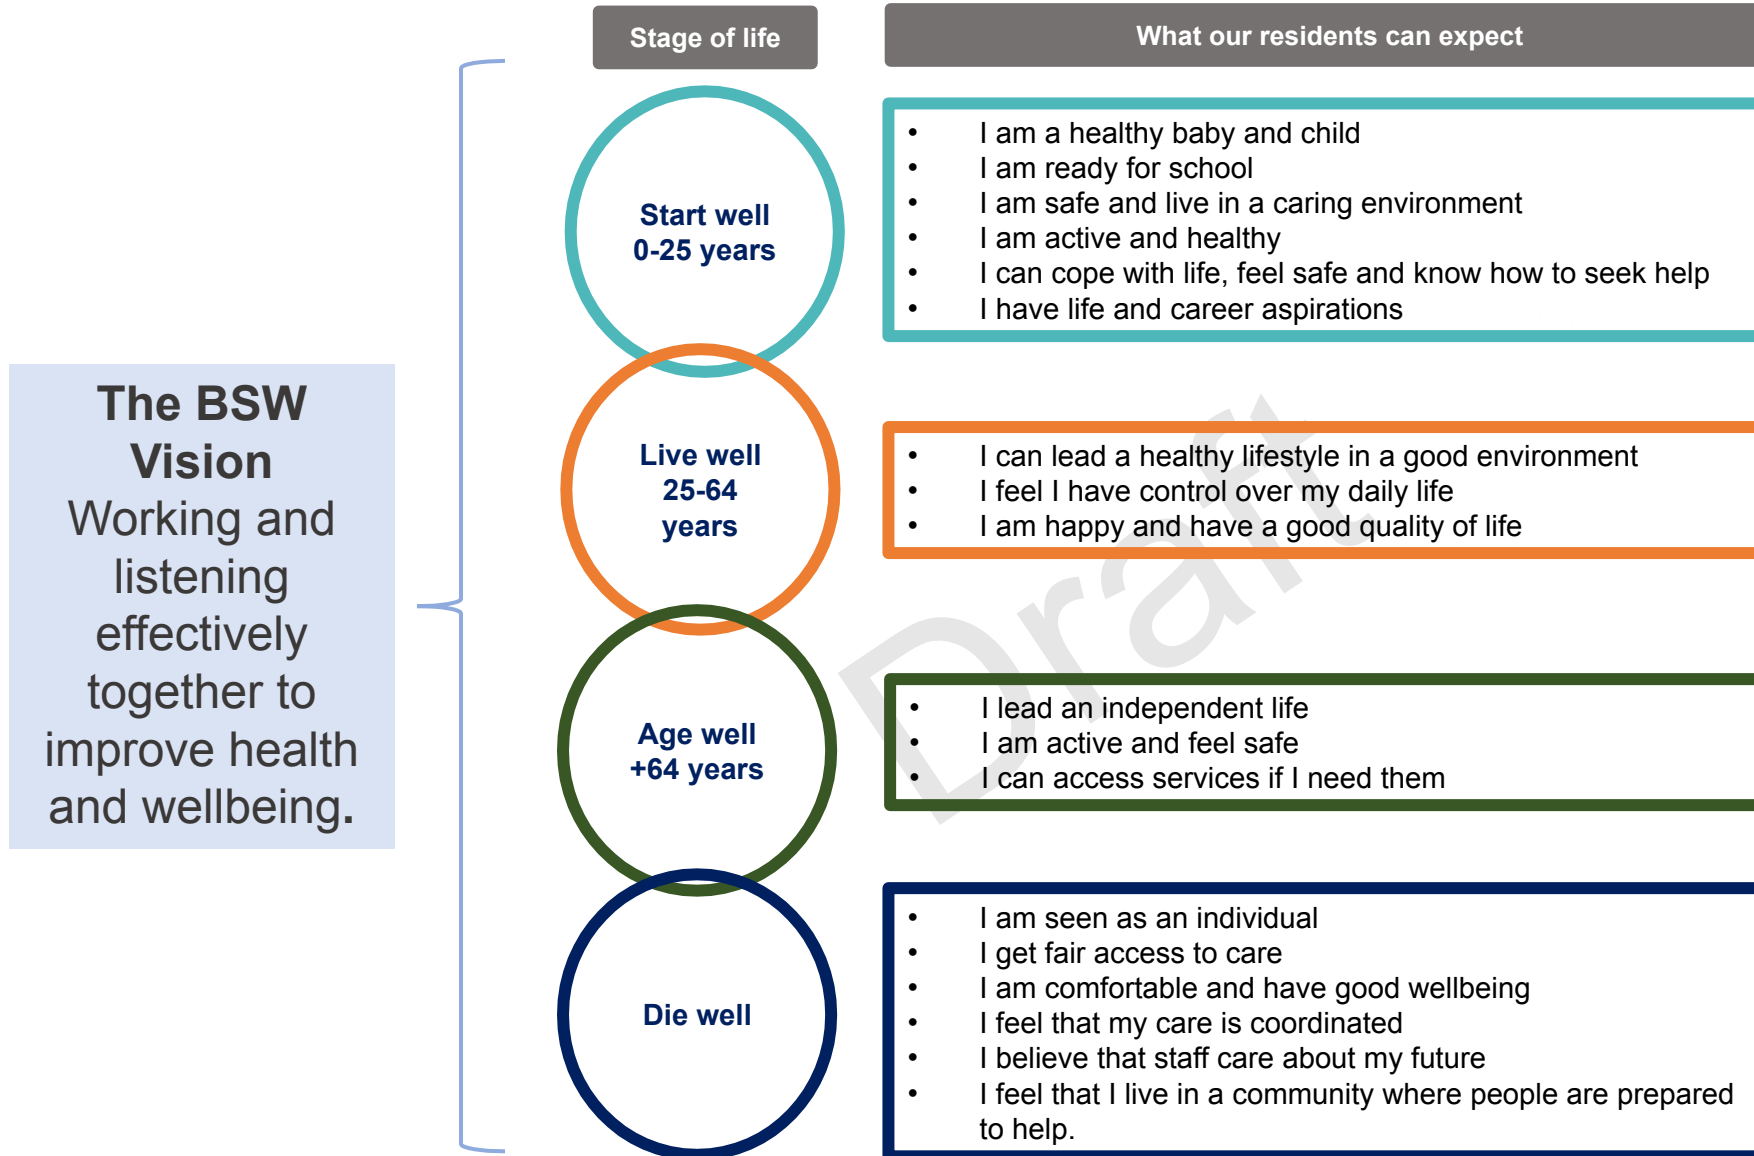 Stage of life
What our residents can expect
The BSW
Vision
Working and
listening
effectively
together to
improve health
and wellbeing.
Start well
0-25 years
• I am a healthy baby and child
• I am ready for school
• I am safe and live in a caring environment
• I am active and healthy
• I can cope with life, feel safe and know how to seek help
• I have life and career aspirations
Live well
25-64
years
• I can lead a healthy lifestyle in a good environment
• I feel I have control over my daily life
• I am happy and have a good quality of life
Age well
+64 years
• I lead an independent life
• I am active and feel safe
• I can access services if I need them
Die well
• I am seen as an individual
• I get fair access to care
• I am comfortable and have good wellbeing
• I feel that my care is coordinated
• I believe that staff care about my future
• I feel that I live in a community where people are prepared
to help.
Draft